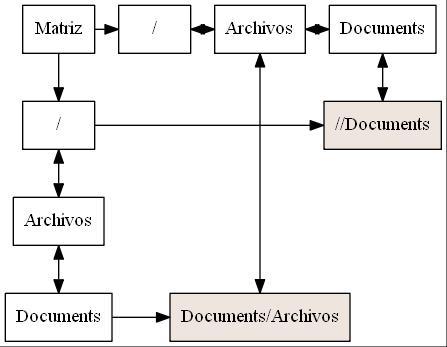 Matriz
/
Archivos
Documents
/
//Documents
Archivos
Documents
Documents/Archivos